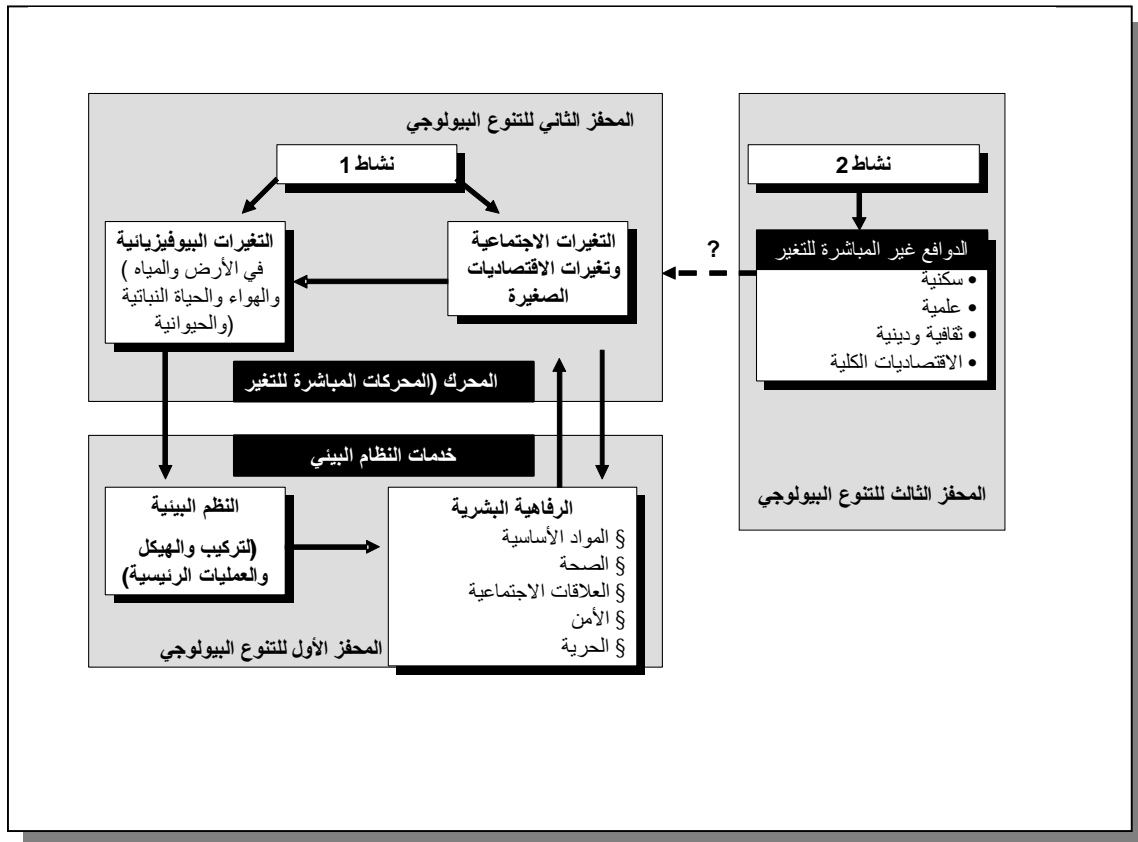 المحفز الثاني للتنوع البيولوجي
نشاط 1
التغيرات الاجتماعية
وتغيرات الاقتصاديات
الصغيرة
التغيرات البيوفيزيائية
( في الأرض والمياه
والهواء والحياة النباتية
والحيوانية)
المحرك (المحركات المباشرة للتغير
نشاط 2
الدوافع غير المباشرة للتغير
• سكنية
• علمية
• ثقافية ودينية
• الاقتصاديات الكلية
المحفز الثالث للتنوع البيولوجي
?
خدمات النظام البيئي
الرفاهية البشرية
§ المواد الأساسية
§ الصحة
§ العلاقات الاجتماعية
§ الأمن
§ الحرية
النظم البيئية
(لتركيب والهيكل
والعمليات الرئيسية)
المحفز الأول للتنوع البيولوجي